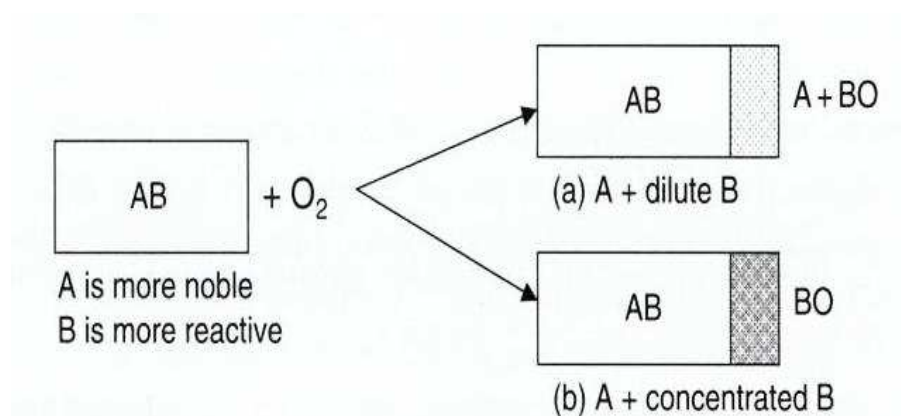 AB
+ O₂
A is more noble
B is more reactive
AB
A + BO
(a) A + dilute B
AB
BO
(b) A + concentrated B